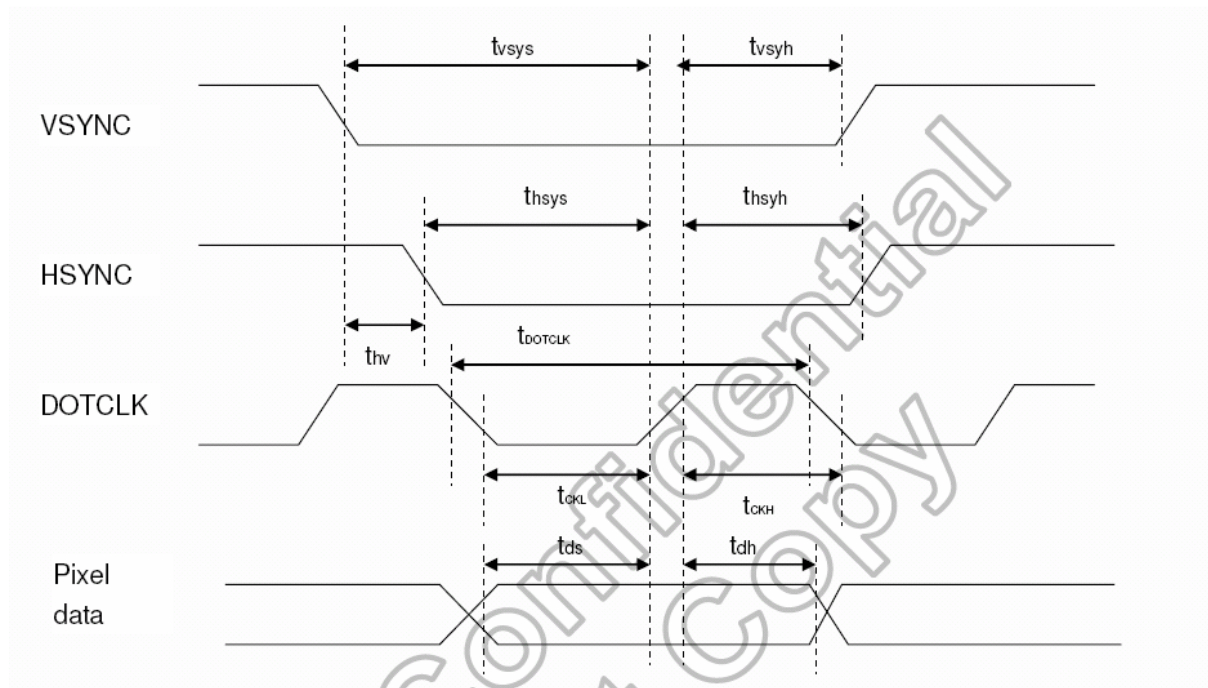 tvsys
tvsyh
VSYNC
thsys
thsyh
HSYNC
tDOTCLK
thv
DOTCLK
tCKL
tCKH
tds
tdh
Pixel
data
Confidential
t Copy